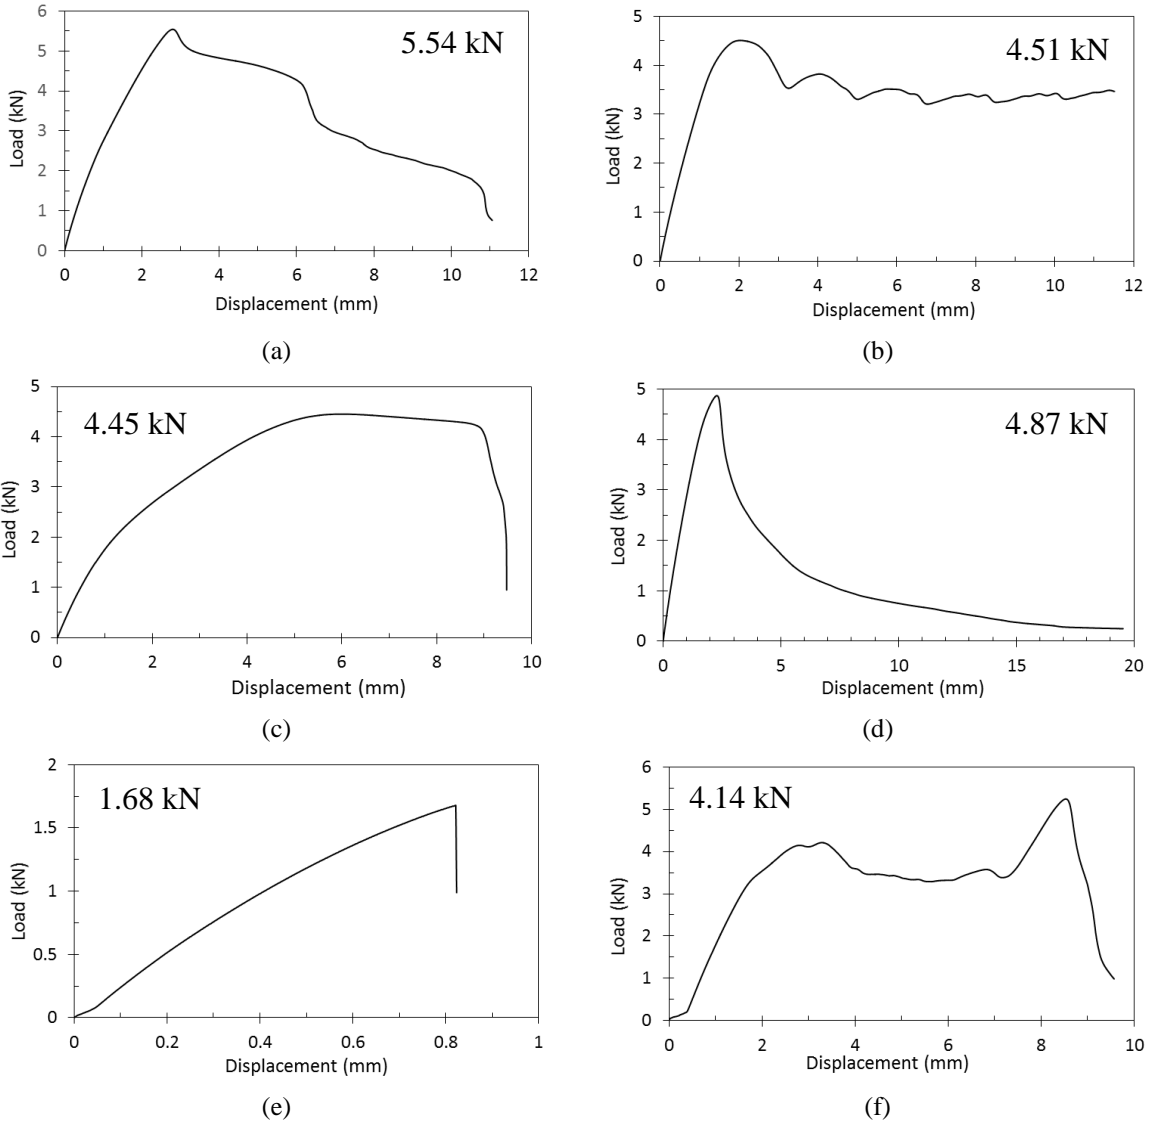 6
5
4
3
2
1
0
Load (kN)
5.54 kN
0 2 4 6 8 10 12
Displacement (mm)
(a)
5
4
3
2
1
0
Load (kN)
4.51 kN
0 2 4 6 8 10 12
Displacement (mm)
(b)
5
4
3
2
1
0
Load (kN)
4.45 kN
0 2 4 6 8 10
Displacement (mm)
(c)
5
4
3
2
1
0
Load (kN)
4.87 kN
0 5 10 15 20
Displacement (mm)
(d)
2
1.5
1
0.5
0
Load (kN)
1.68 kN
0 0.2 0.4 0.6 0.8 1
Displacement (mm)
(e)
6
5
4
3
2
1
0
Load (kN)
4.14 kN
0 2 4 6 8 10
Displacement (mm)
(f)